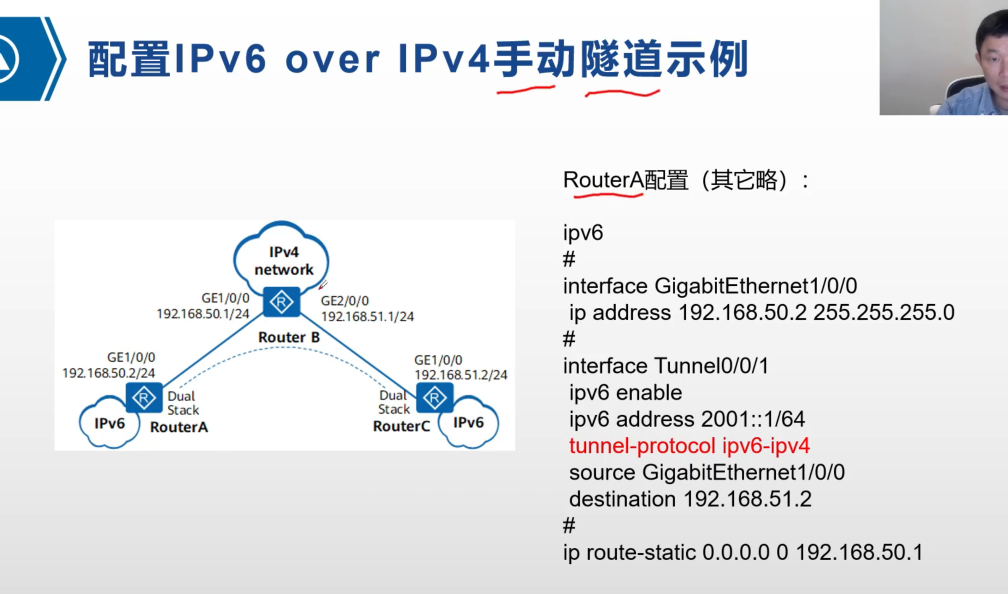 配置IPv6 over IPv4手动隧道示例
RouterA配置（其它略）：
ipv6
#
interface GigabitEthernet1/0/0
ip address 192.168.50.2 255.255.255.0
#
interface Tunnel0/0/1
ipv6 enable
ipv6 address 2001::1/64
tunnel-protocol ipv6-ipv4
source GigabitEthernet1/0/0
destination 192.168.51.2
#
ip route-static 0.0.0.0 0 192.168.50.1
IPv4
network
GE1/0/0
192.168.50.1/24
R
GE2/0/0
192.168.51.1/24
Router B
GE1/0/0
192.168.50.2/24
R
Dual
Stack
IPv6
RouterA
GE1/0/0
192.168.51.2/24
Dual
Stack
R
RouterC
IPv6